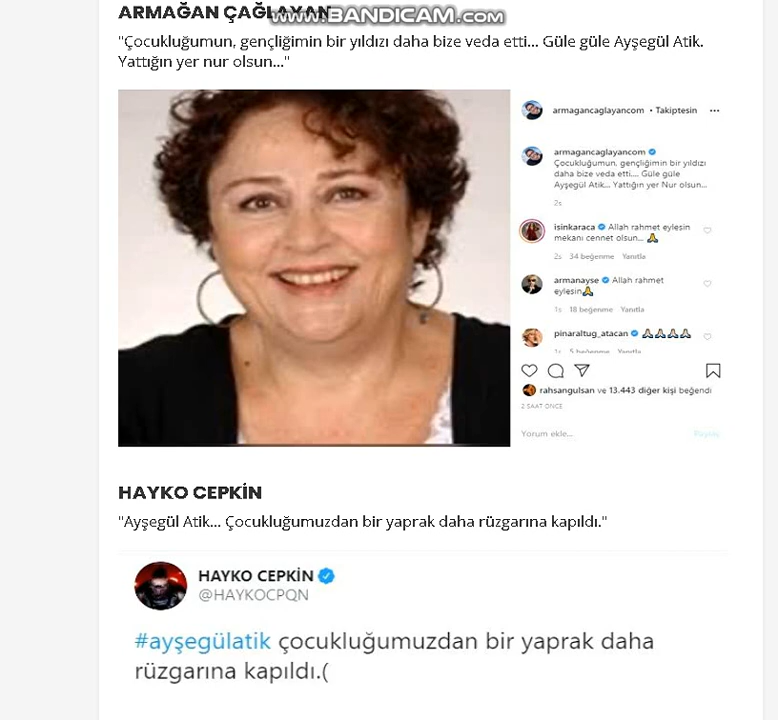 ARMAĞAN ÇAĞLAYAN
www.BANDICAM.com
"Çocukluğumun, gençliğimin bir yıldızı daha bize veda etti... Güle güle Ayşegül Atik.
Yattığın yer nur olsun..."
armagancaglayancom • Takiptesin ...
armagancaglayancom
Çocukluğumun, gençliğimin bir yıldızı
daha bize veda etti.... Güle güle
Ayşegül Atik... Yattığın yer Nur olsun...
2s
isinkaraca Allah rahmet eylesin
mekanı cennet olsun... 🙏
2s 34 beğenme Yanıtla
armanayse Allah rahmet
eylesin🙏
1s 18 beğenme Yanıtla
pinaraltug_atacan 🙏🙏🙏🙏
1s 5 beğenme Yanıtla
rahsangulsan ve 13.443 diğer kişi beğendi
2 SAAT ÖNCE
Yorum ekle...
Paylaş
HAYKO CEPKİN
"Ayşegül Atik... Çocukluğumuzdan bir yaprak daha rüzgarına kapıldı."
HAYKO CEPKİN
@HAYKOCPQN
#ayşegülatik çocukluğumuzdan bir yaprak daha
rüzgarına kapıldı.(